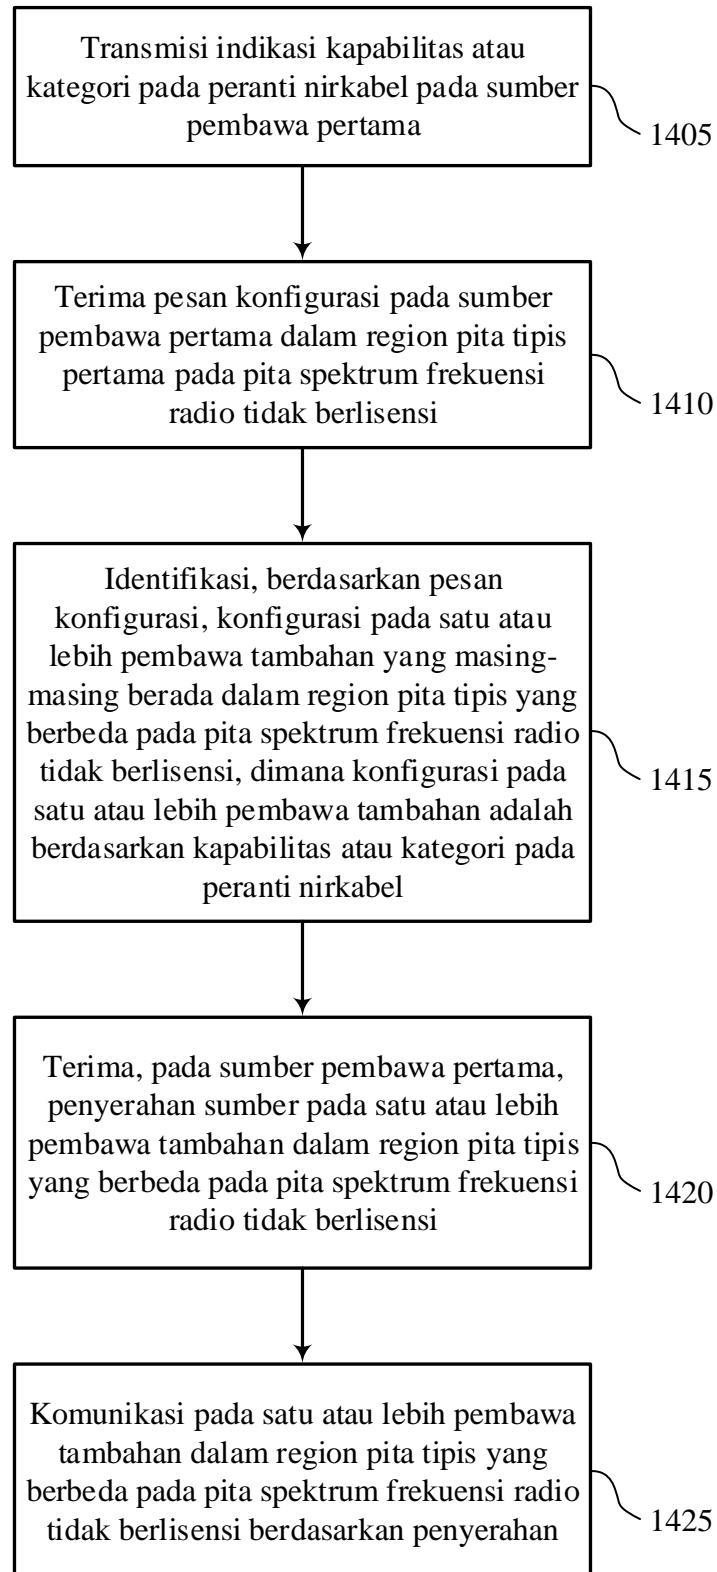 Transmisi indikasi kapabilitas atau
kategori pada peranti nirkabel pada sumber
pembawa pertama
1405
Terima pesan konfigurasi pada sumber
pembawa pertama dalam region pita tipis
pertama pada pita spektrum frekuensi
radio tidak berlisensi
1410
Identifikasi, berdasarkan pesan
konfigurasi, konfigurasi pada satu atau
lebih pembawa tambahan yang masing-
masing berada dalam region pita tipis yang
berbeda pada pita spektrum frekuensi radio
tidak berlisensi, dimana konfigurasi pada
satu atau lebih pembawa tambahan adalah
berdasarkan kapabilitas atau kategori pada
peranti nirkabel
1415
Terima, pada sumber pembawa pertama,
penyerahan sumber pada satu atau lebih
pembawa tambahan dalam region pita tipis
yang berbeda pada pita spektrum frekuensi
radio tidak berlisensi
1420
Komunikasi pada satu atau lebih pembawa
tambahan dalam region pita tipis yang
berbeda pada pita spektrum frekuensi radio
tidak berlisensi berdasarkan penyerahan
1425